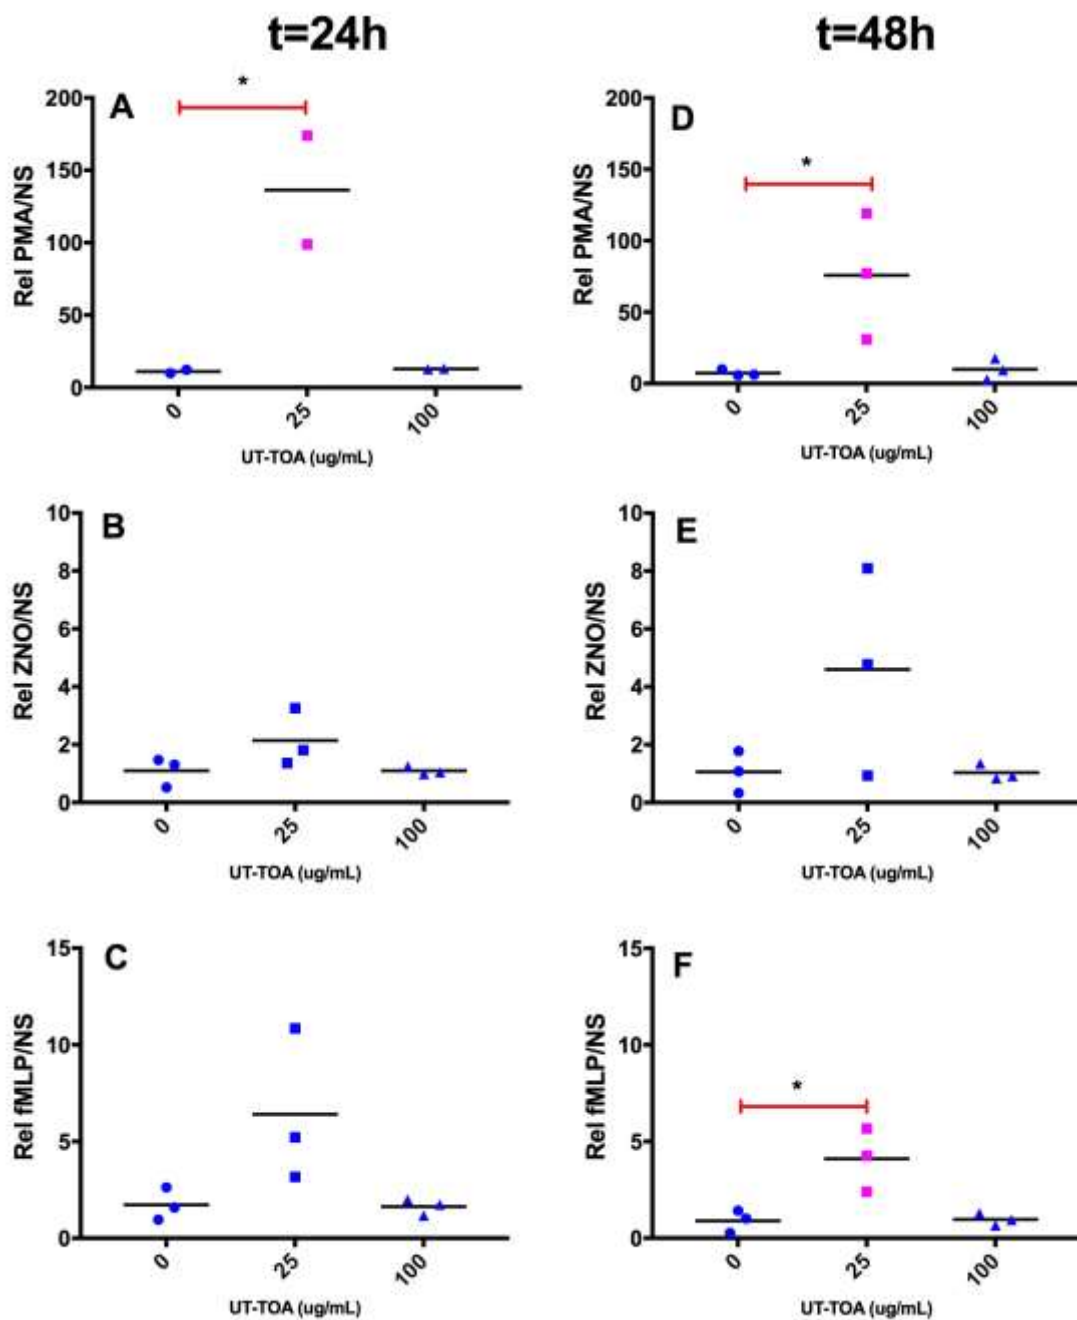 t=24h
t=48h
A
*
Rel PMA/NS
200
150
100
50
0
0
25
100
UT-TOA (ug/mL)
D
*
Rel PMA/NS
200
150
100
50
0
0
25
100
UT-TOA (ug/mL)
B
Rel ZNO/NS
10
8
6
4
2
0
0
25
100
UT-TOA (ug/mL)
E
Rel ZNO/NS
10
8
6
4
2
0
0
25
100
UT-TOA (ug/mL)
C
Rel fMLP/NS
15
10
5
0
0
25
100
UT-TOA (ug/mL)
F
*
Rel fMLP/NS
15
10
5
0
0
25
100
UT-TOA (ug/mL)